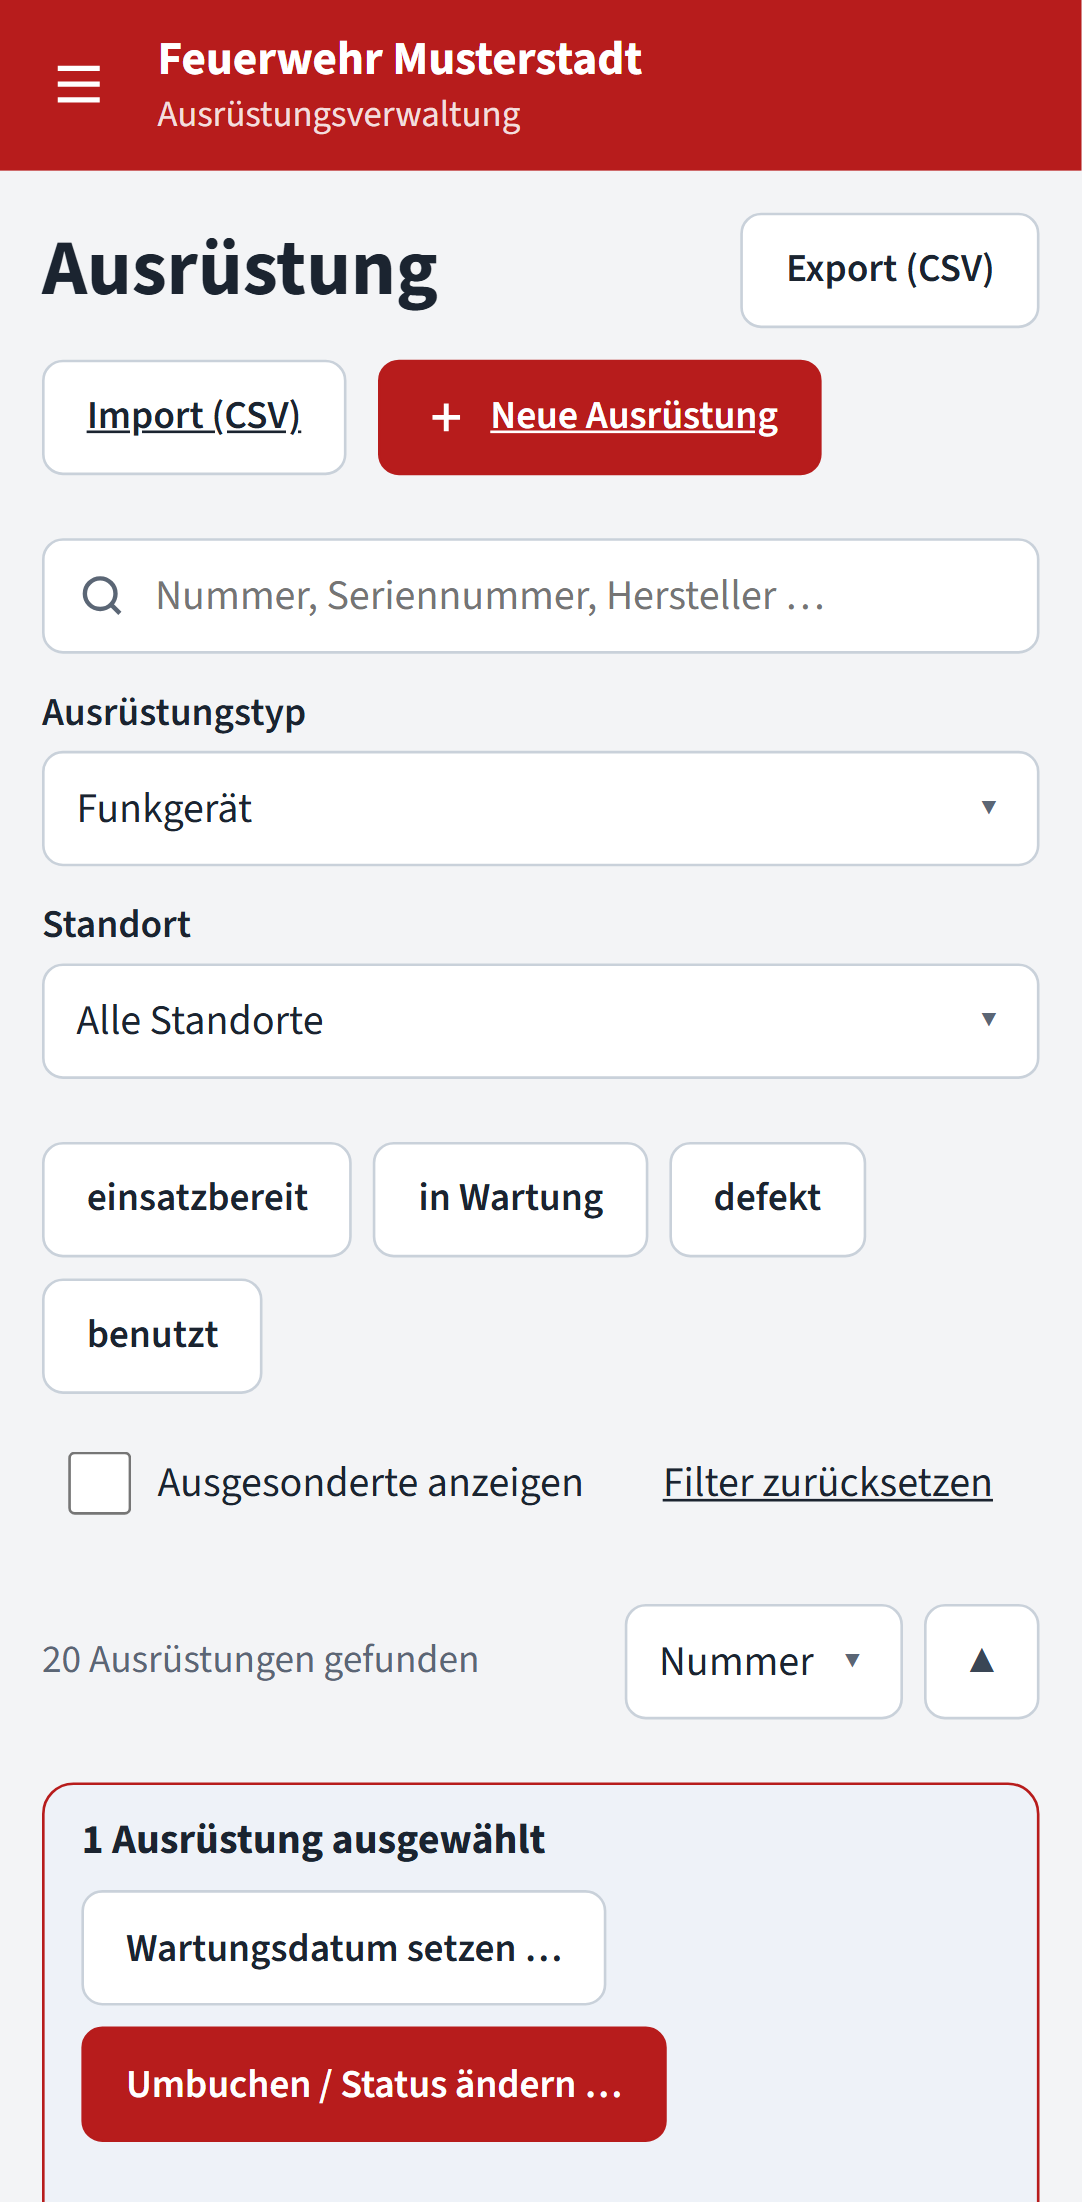 Feuerwehr Musterstadt
Ausrüstungsverwaltung
Ausrüstung
Export (CSV)
Import (CSV)
+ Neue Ausrüstung
Nummer, Seriennummer, Hersteller …
Ausrüstungstyp
Funkgerät
Standort
Alle Standorte
einsatzbereit
in Wartung
defekt
benutzt
Ausgesonderte anzeigen
Filter zurücksetzen
20 Ausrüstungen gefunden
Nummer
1 Ausrüstung ausgewählt
Wartungsdatum setzen …
Umbuchen / Status ändern …